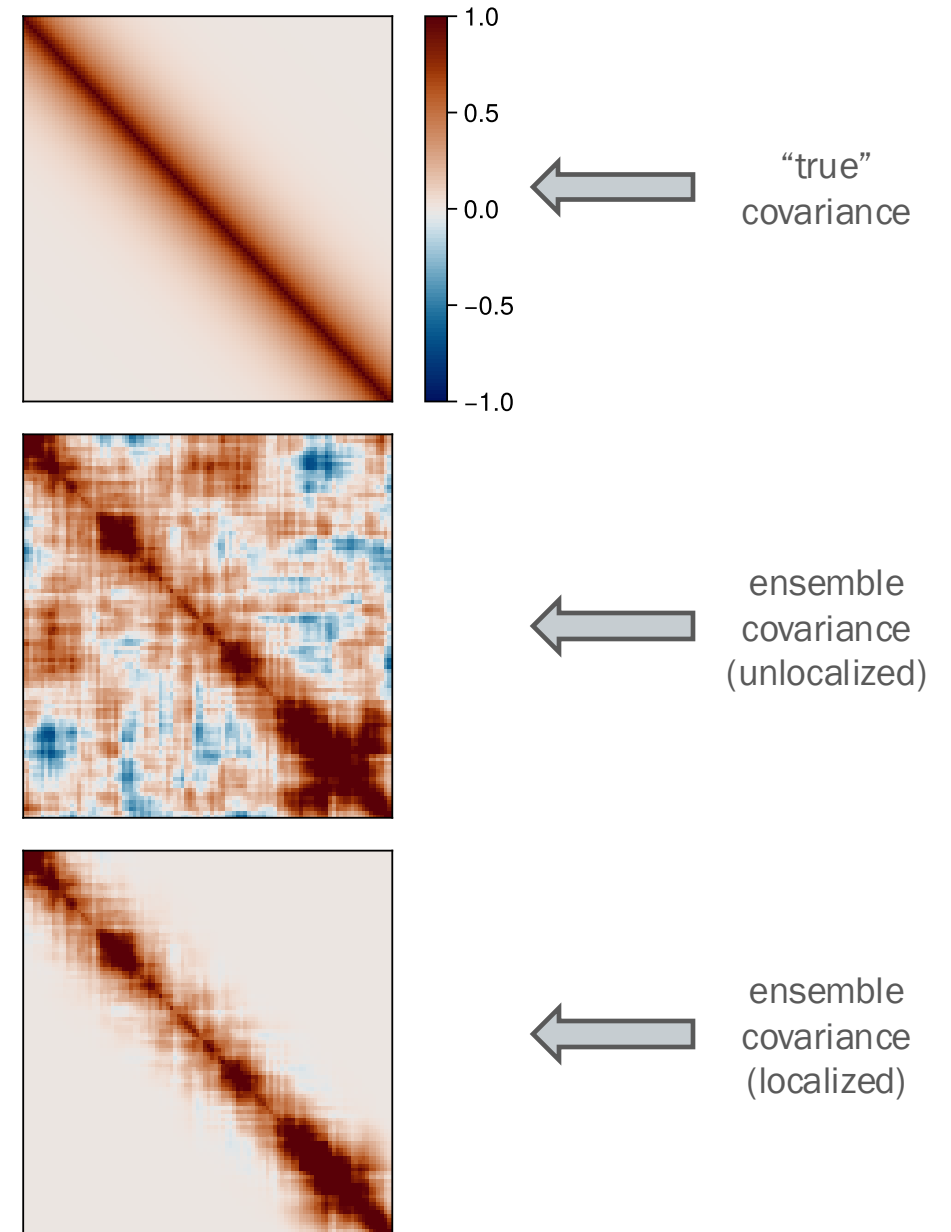 1.0
0.5
0.0
−0.5
−1.0
“true”
covariance
ensemble
covariance
(unlocalized)
ensemble
covariance
(localized)